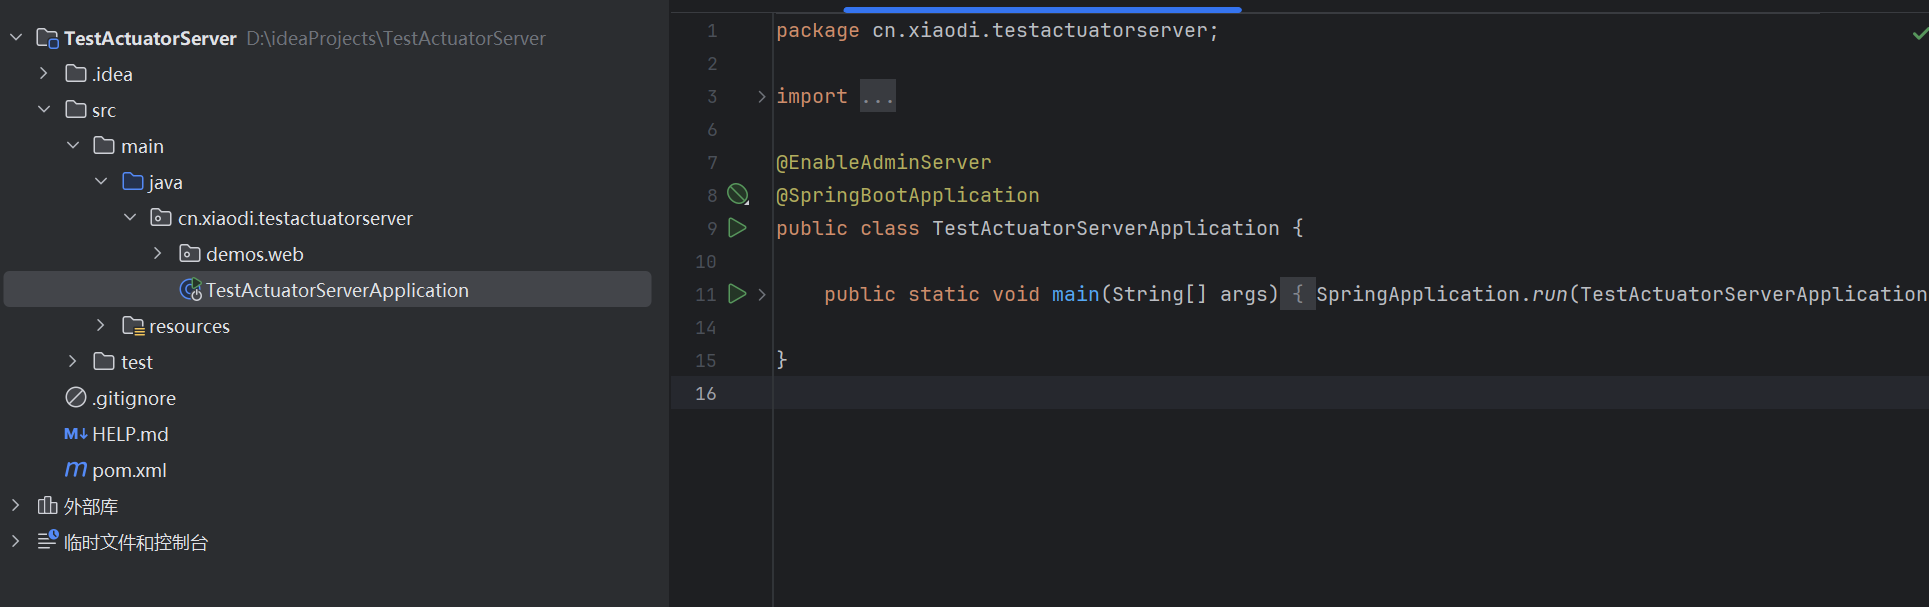 TestActuatorServer D:\ideaProjects\TestActuatorServer
.idea
src
main
java
cn.xiaodi.testactuatorserver
demos.web
TestActuatorServerApplication
resources
test
.gitignore
M↓ HELP.md
m pom.xml
外部库
临时文件和控制台
1 package cn.xiaodi.testactuatorserver;
2
3 import ...
6
7 @EnableAdminServer
8 @SpringBootApplication
9 public class TestActuatorServerApplication {
10
11 public static void main(String[] args) { SpringApplication.run(TestActuatorServerApplication
14
15 }
16